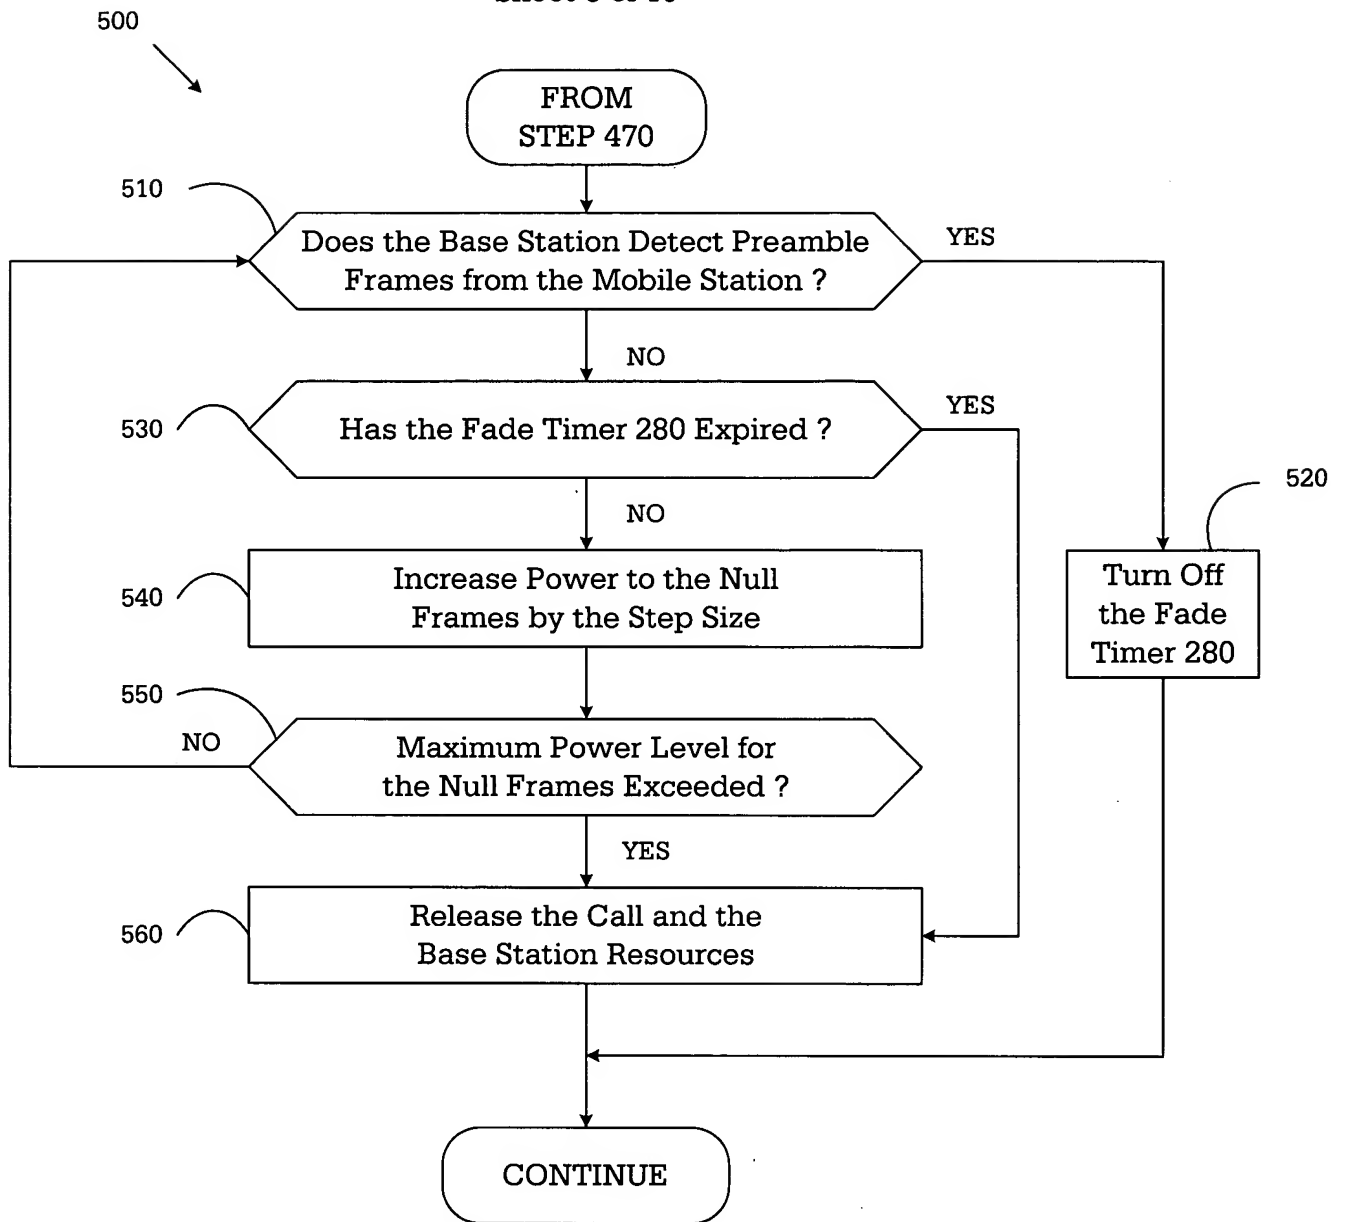 500
FROM
STEP 470
510
Does the Base Station Detect Preamble
Frames from the Mobile Station ?
YES
NO
530
Has the Fade Timer 280 Expired ?
YES
NO
520
Turn Off
the Fade
Timer 280
540
Increase Power to the Null
Frames by the Step Size
550
NO
Maximum Power Level for
the Null Frames Exceeded ?
YES
560
Release the Call and the
Base Station Resources
CONTINUE